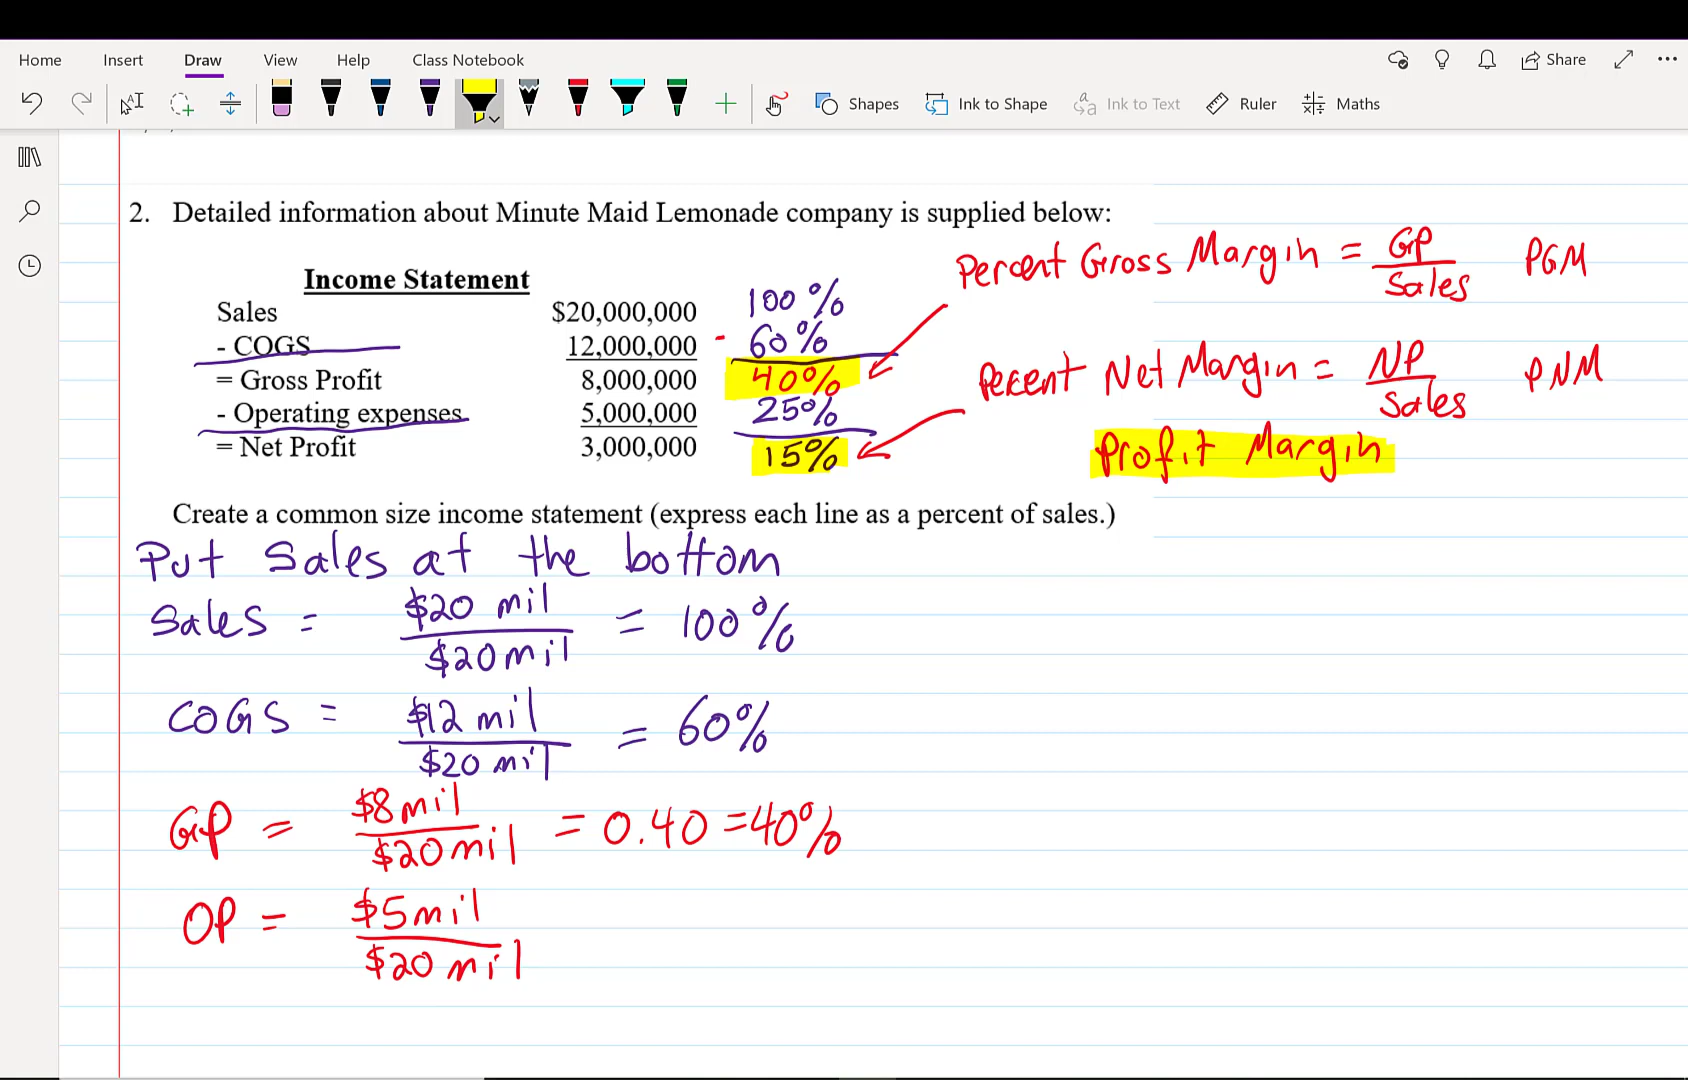 Home Insert Draw View Help Class Notebook Share
Shapes Ink to Shape Ink to Text Ruler Maths
2. Detailed information about Minute Maid Lemonade company is supplied below:
Percent Gross Margin = GP / Sales PGM
Income Statement
Sales $20,000,000 100%
- COGS 12,000,000 - 60%
= Gross Profit 8,000,000 40%
Percent Net Margin = NP / Sales PNM
- Operating expenses 5,000,000 25%
= Net Profit 3,000,000 15%
Profit Margin
Create a common size income statement (express each line as a percent of sales.)
Put Sales at the bottom
Sales = $20 mil / $20 mil = 100%
COGS = $12 mil / $20 mil = 60%
GP = $8 mil / $20 mil = 0.40 = 40%
OP = $5 mil / $20 mil